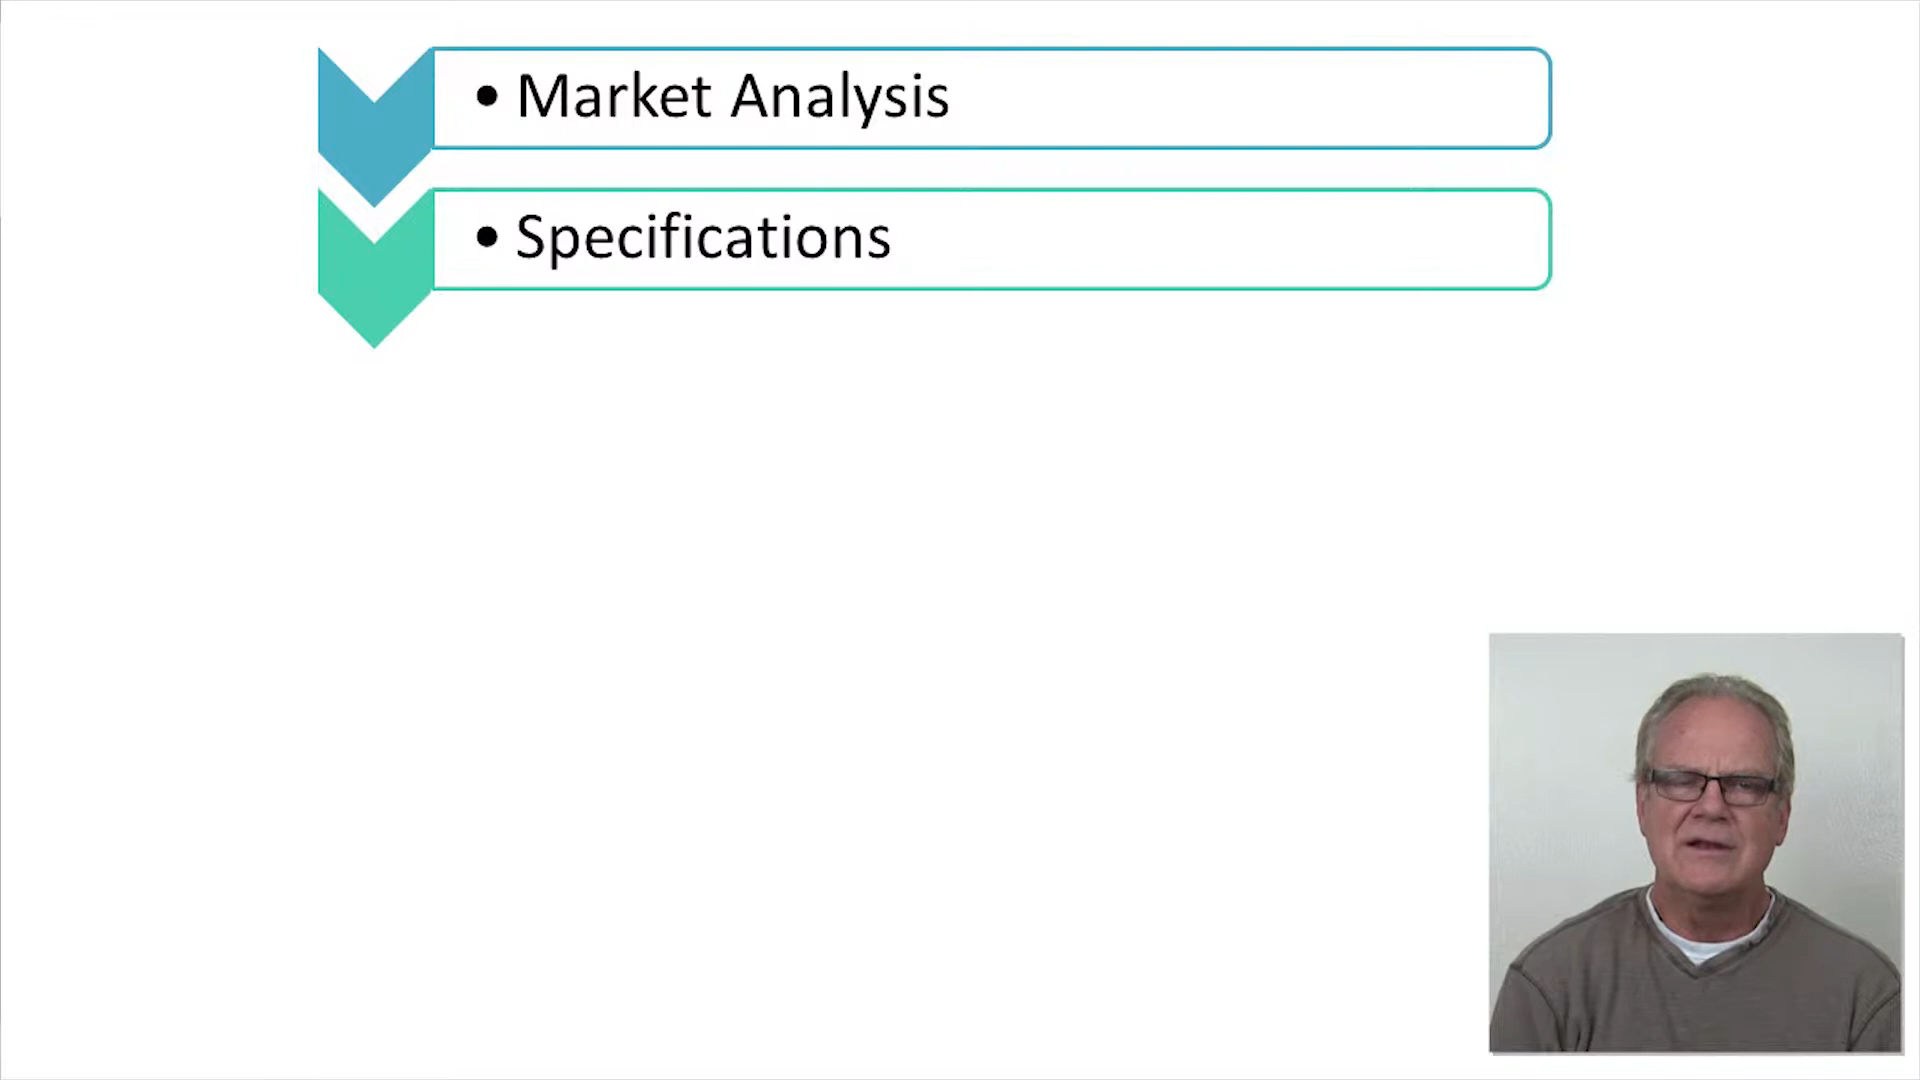 • Market Analysis
• Specifications